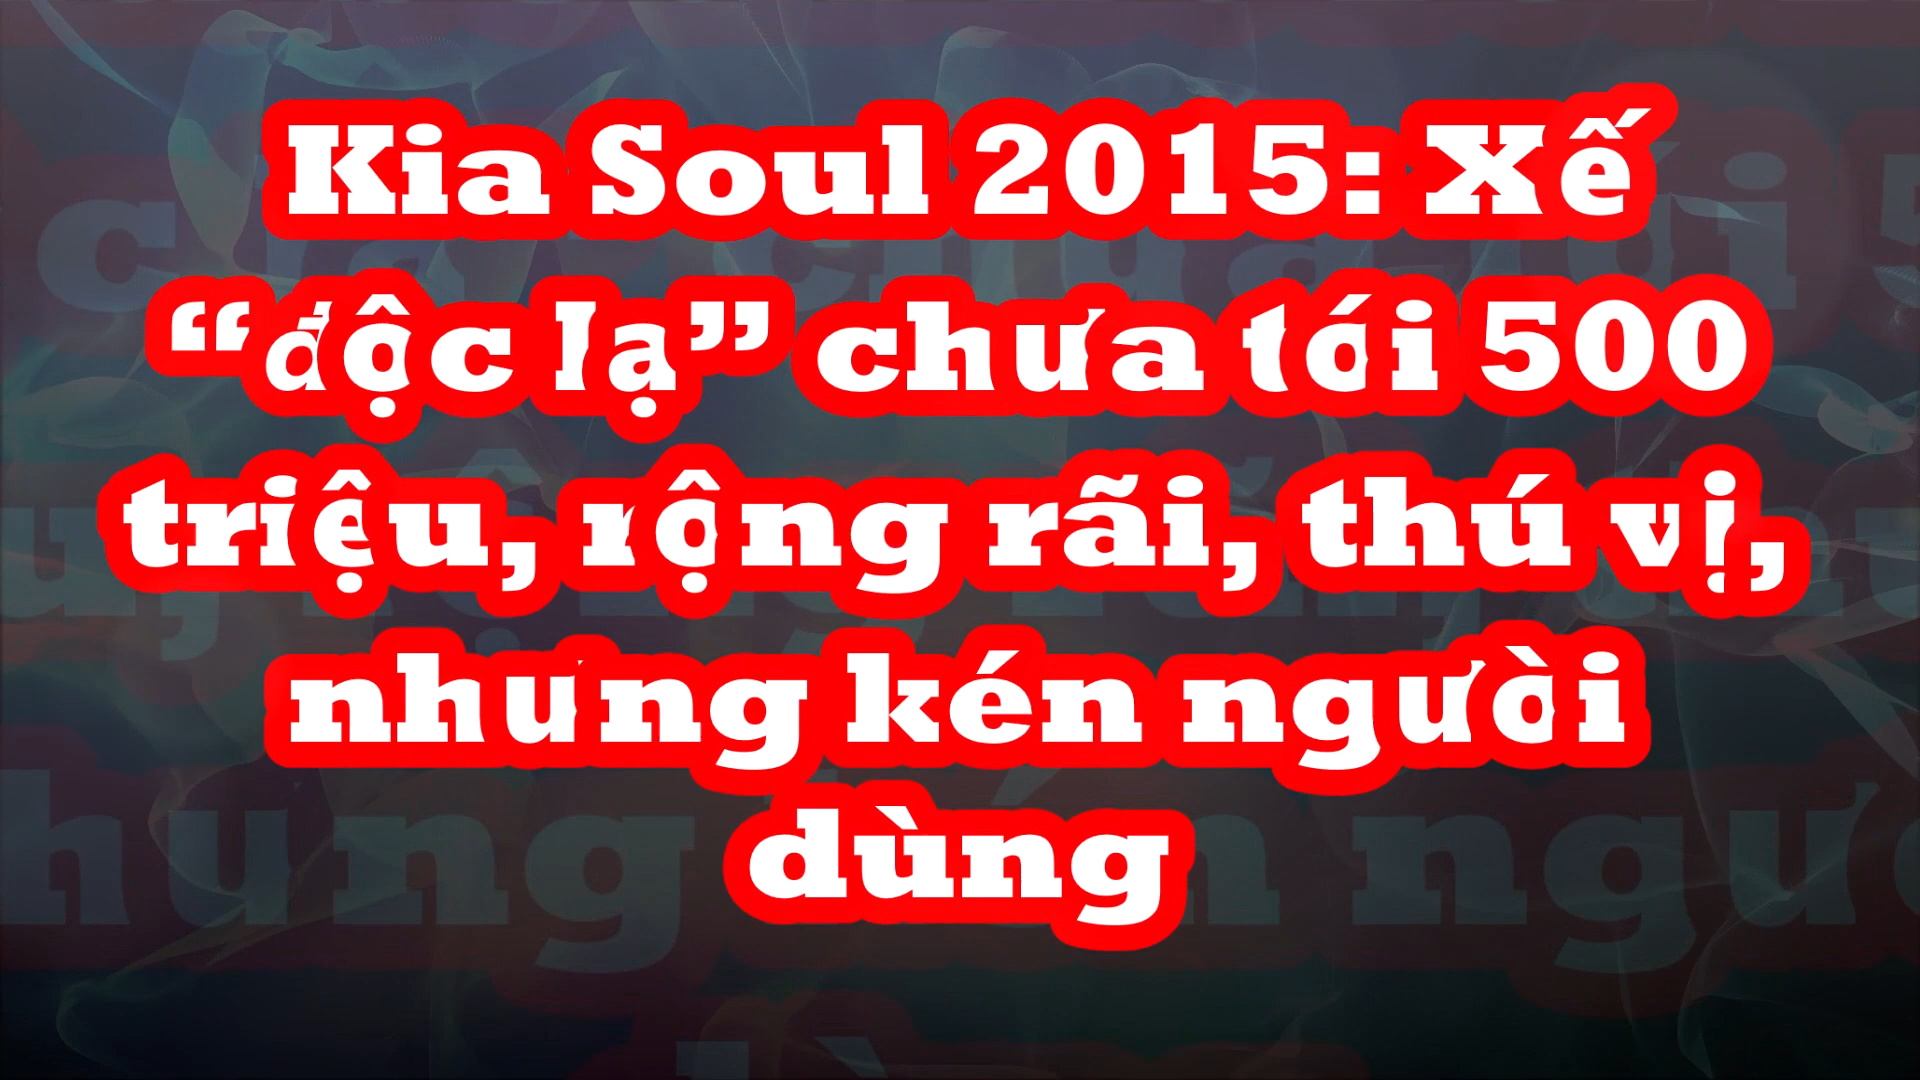 Kia Soul 2015: Xế
“độc lạ” chưa tới 500
triệu, rộng rãi, thú vị,
nhưng kén người
dùng